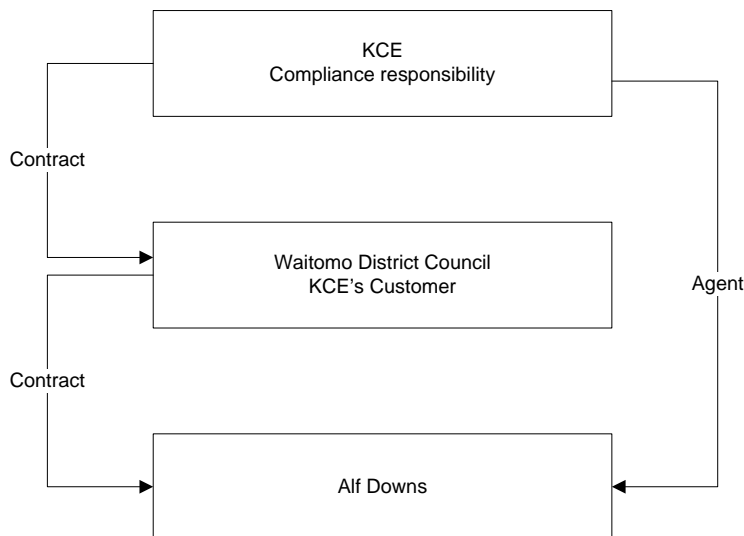 KCE
Compliance responsibility
Contract
Waitomo District Council
KCE's Customer
Agent
Contract
Alf Downs